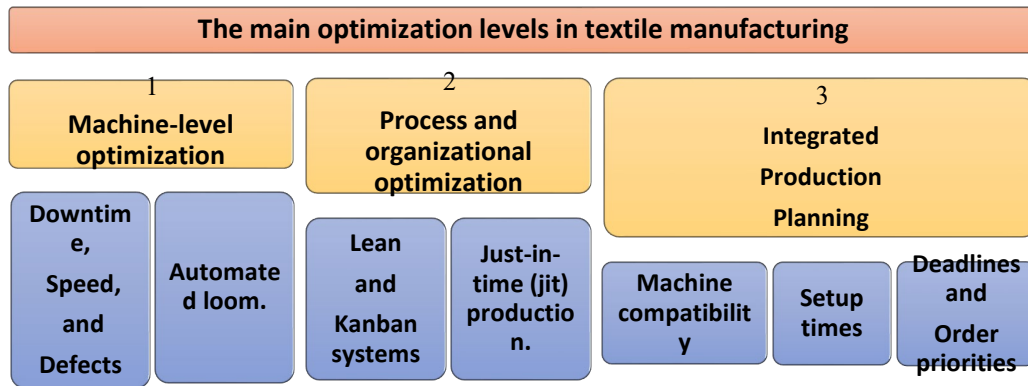 The main optimization levels in textile manufacturing
1
Machine-level
optimization
2
Process and
organizational
optimization
3
Integrated
Production
Planning
Downtim
e,
Speed,
and
Defects
Automate
d loom.
Lean
and
Kanban
systems
Just-in-
time (jit)
productio
n.
Machine
compatibilit
y
Setup
times
Deadlines
and
Order
priorities